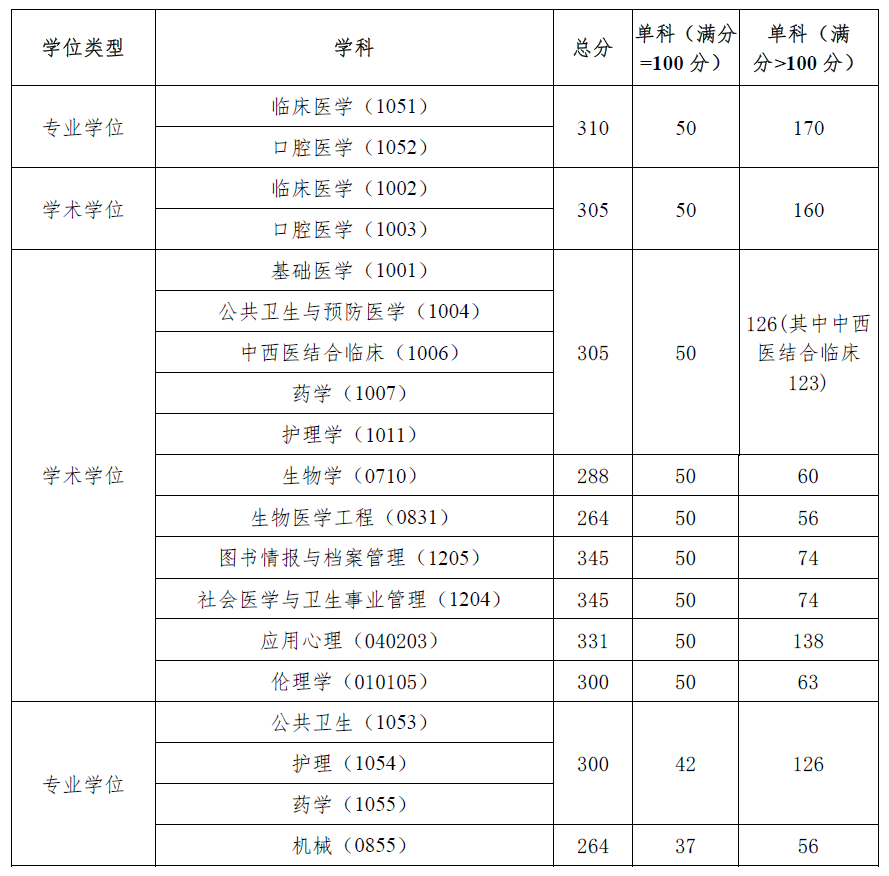 学位类型 学科 总分 单科（满分=100 分） 单科（满分>100 分）
专业学位 临床医学（1051） 310 50 170
口腔医学（1052）
学术学位 临床医学（1002） 305 50 160
口腔医学（1003）
学术学位 基础医学（1001） 305 50 126(其中中西医结合临床 123)
公共卫生与预防医学（1004）
中西医结合临床（1006）
药学（1007）
护理学（1011）
生物学（0710） 288 50 60
生物医学工程（0831） 264 50 56
图书情报与档案管理（1205） 345 50 74
社会医学与卫生事业管理（1204） 345 50 74
应用心理（040203） 331 50 138
伦理学（010105） 300 50 63
专业学位 公共卫生（1053） 300 42 126
护理（1054）
药学（1055）
机械（0855） 264 37 56